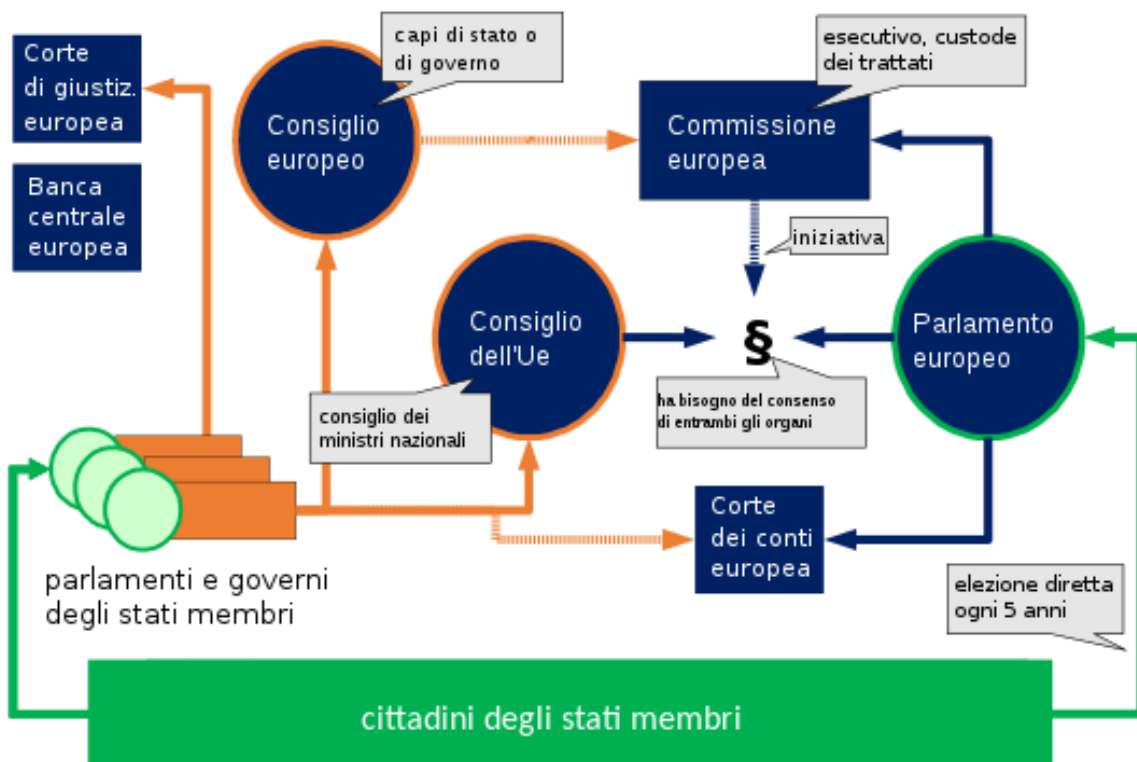 Corte
di giustiz.
europea
Banca
centrale
europea
capi di stato o
di governo
Consiglio
europeo
esecutivo, custode
dei trattati
Commissione
europea
iniziativa
Consiglio
dell'Ue
consiglio dei
ministri nazionali
§
ha bisogno del consenso
di entrambi gli organi
Parlamento
europeo
Corte
dei conti
europea
parlamenti e governi
degli stati membri
elezione diretta
ogni 5 anni
cittadini degli stati membri